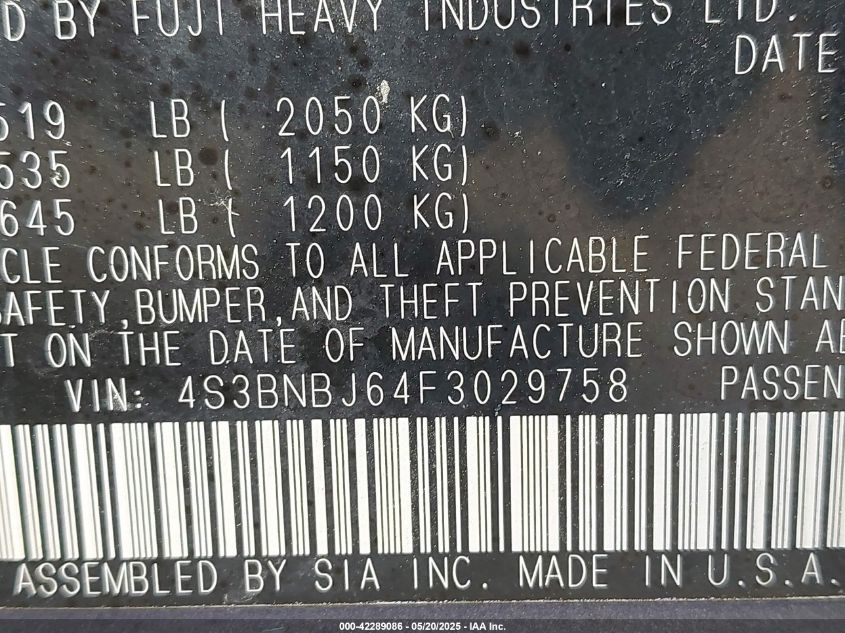 D BY FUJI HEAVY INDUSTRIES LTD.
DATE
519 LB ( 2050 KG)
535 LB ( 1150 KG)
645 LB ( 1200 KG)
CLE CONFORMS TO ALL APPLICABLE FEDERAL
SAFETY,BUMPER,AND THEFT PREVENTION STAN
T ON THE DATE OF MANUFACTURE SHOWN AB
VIN: 4S3BNBJ64F3029758 PASSEN
ASSEMBLED BY SIA INC. MADE IN U.S.A.
000-42289086 - 05/20/2025 - IAA Inc.